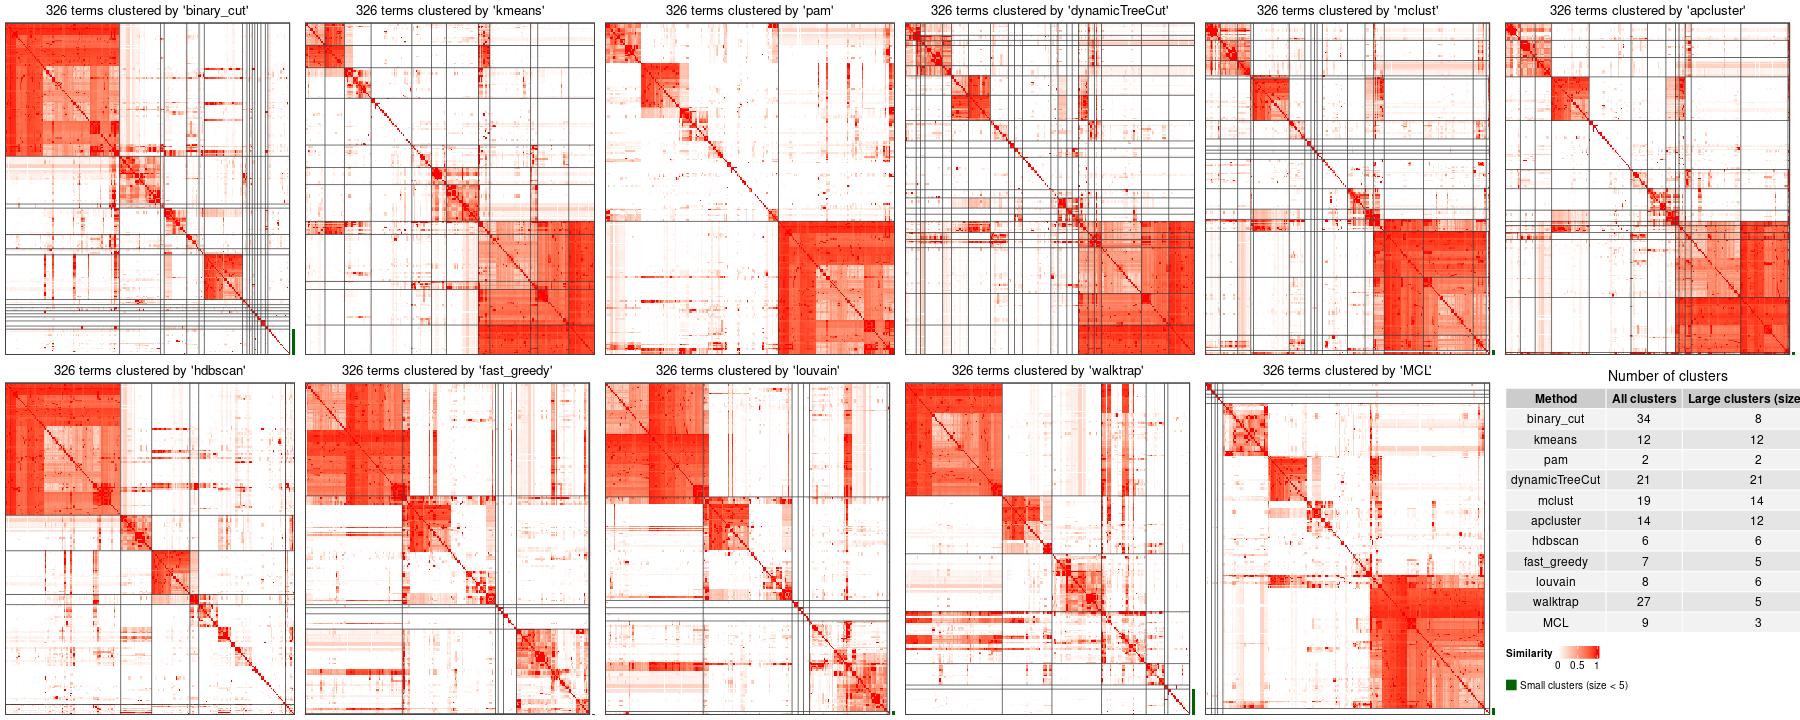 326 terms clustered by 'binary_cut'
326 terms clustered by 'kmeans'
326 terms clustered by 'pam'
326 terms clustered by 'dynamicTreeCut'
326 terms clustered by 'mclust'
326 terms clustered by 'apcluster'
326 terms clustered by 'hdbscan'
326 terms clustered by 'fast_greedy'
326 terms clustered by 'louvain'
326 terms clustered by 'walktrap'
326 terms clustered by 'MCL'
Number of clusters
Method All clusters Large clusters (size
binary_cut 34 8
kmeans 12 12
pam 2 2
dynamicTreeCut 21 21
mclust 19 14
apcluster 14 12
hdbscan 6 6
fast_greedy 7 5
louvain 8 6
walktrap 27 5
MCL 9 3
Similarity
0 0.5 1
Small clusters (size < 5)